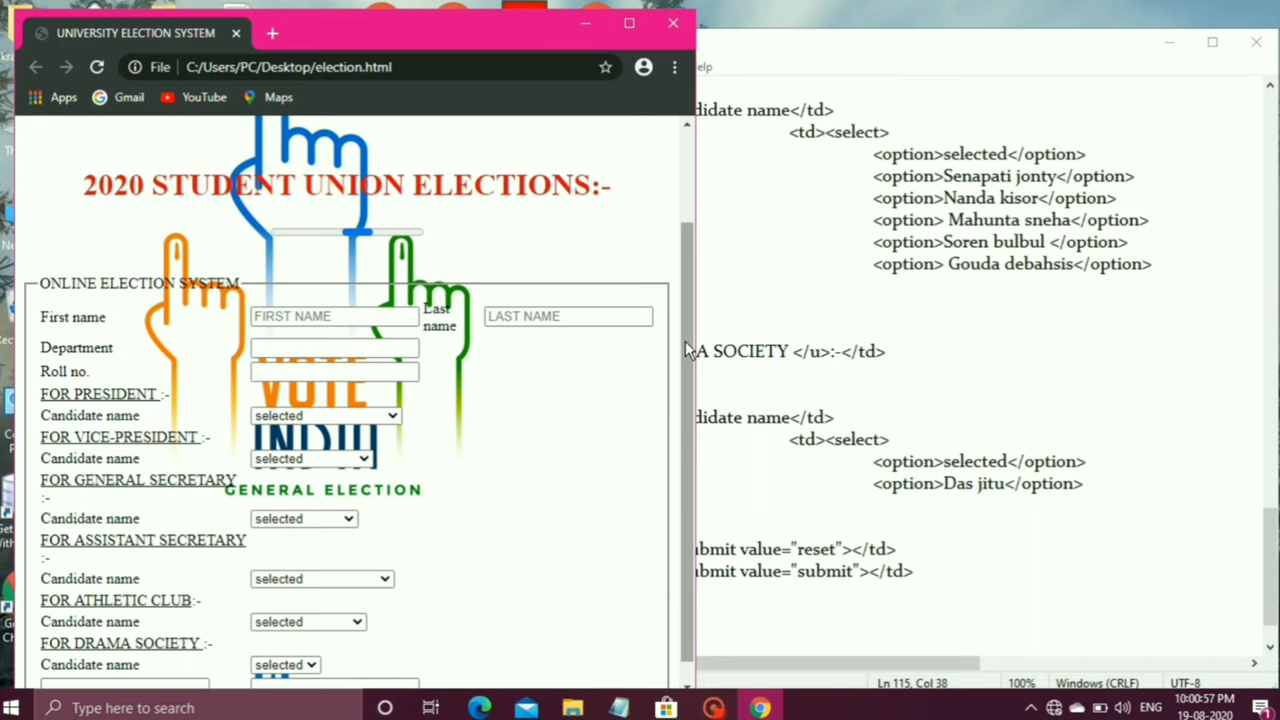 UNIVERSITY ELECTION SYSTEM
File C:/Users/PC/Desktop/election.html
Apps Gmail YouTube Maps
2020 STUDENT UNION ELECTIONS:-
ONLINE ELECTION SYSTEM
First name FIRST NAME Last name LAST NAME
Department
Roll no.
FOR PRESIDENT :-
Candidate name selected
FOR VICE-PRESIDENT :-
Candidate name selected
FOR GENERAL SECRETARY
:-
Candidate name selected
FOR ASSISTANT SECRETARY
:-
Candidate name selected
FOR ATHLETIC CLUB:-
Candidate name selected
FOR DRAMA SOCIETY :-
Candidate name selected
VOTE
INDIA
GENERAL ELECTION
elp
didate name</td>
<td><select>
<option>selected</option>
<option>Senapati jonty</option>
<option>Nanda kisor</option>
<option> Mahunta sneha</option>
<option>Soren bulbul </option>
<option> Gouda debahsis</option>
A SOCIETY </u>:-</td>
didate name</td>
<td><select>
<option>selected</option>
<option>Das jitu</option>
ubmit value="reset"></td>
ubmit value="submit"></td>
Ln 115, Col 38 100% Windows (CRLF) UTF-8
Type here to search
ENG
10:00:57 PM
19-08-2020